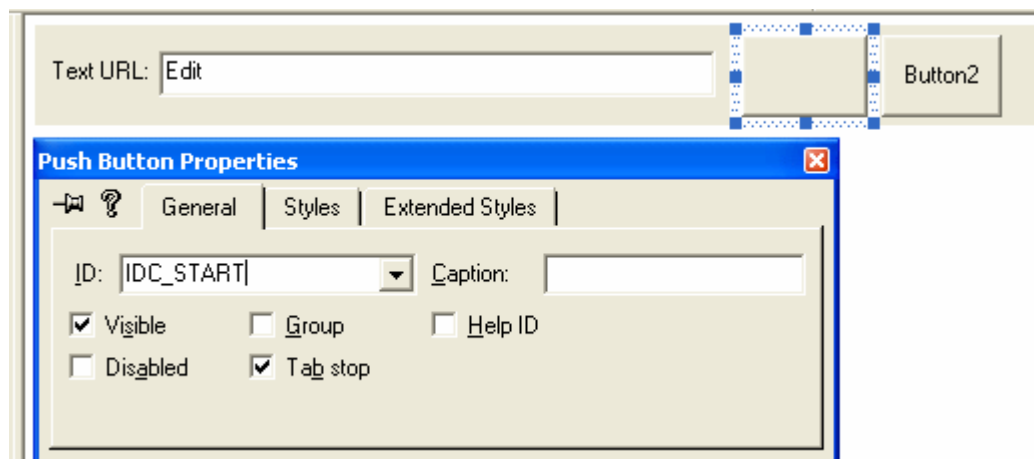 Text URL: Edit Button2
Push Button Properties
General Styles Extended Styles
ID: IDC_START Caption:
Visible Group Help ID
Disabled Tab stop